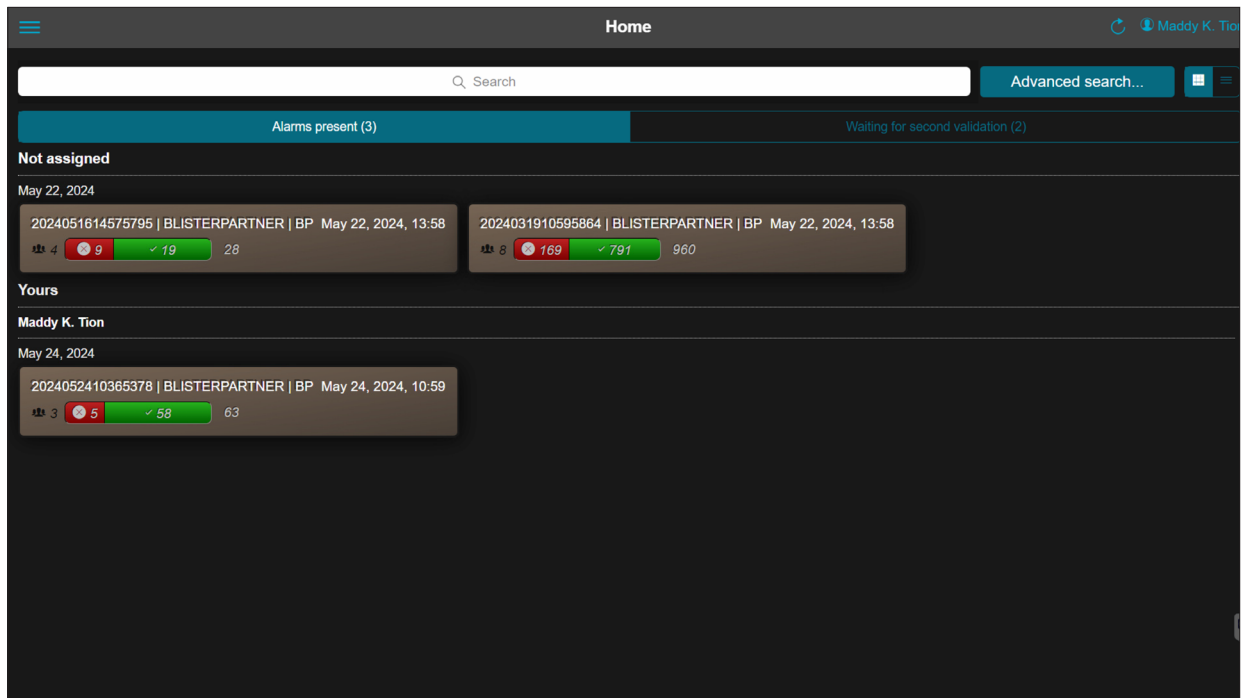 Home
Maddy K. Tion
Search
Advanced search...
Alarms present (3)
Waiting for second validation (2)
Not assigned
May 22, 2024
2024051614575795 | BLISTERPARTNER | BP May 22, 2024, 13:58
4 9 19 28
2024031910595864 | BLISTERPARTNER | BP May 22, 2024, 13:58
8 169 791 960
Yours
Maddy K. Tion
May 24, 2024
2024052410365378 | BLISTERPARTNER | BP May 24, 2024, 10:59
3 5 58 63